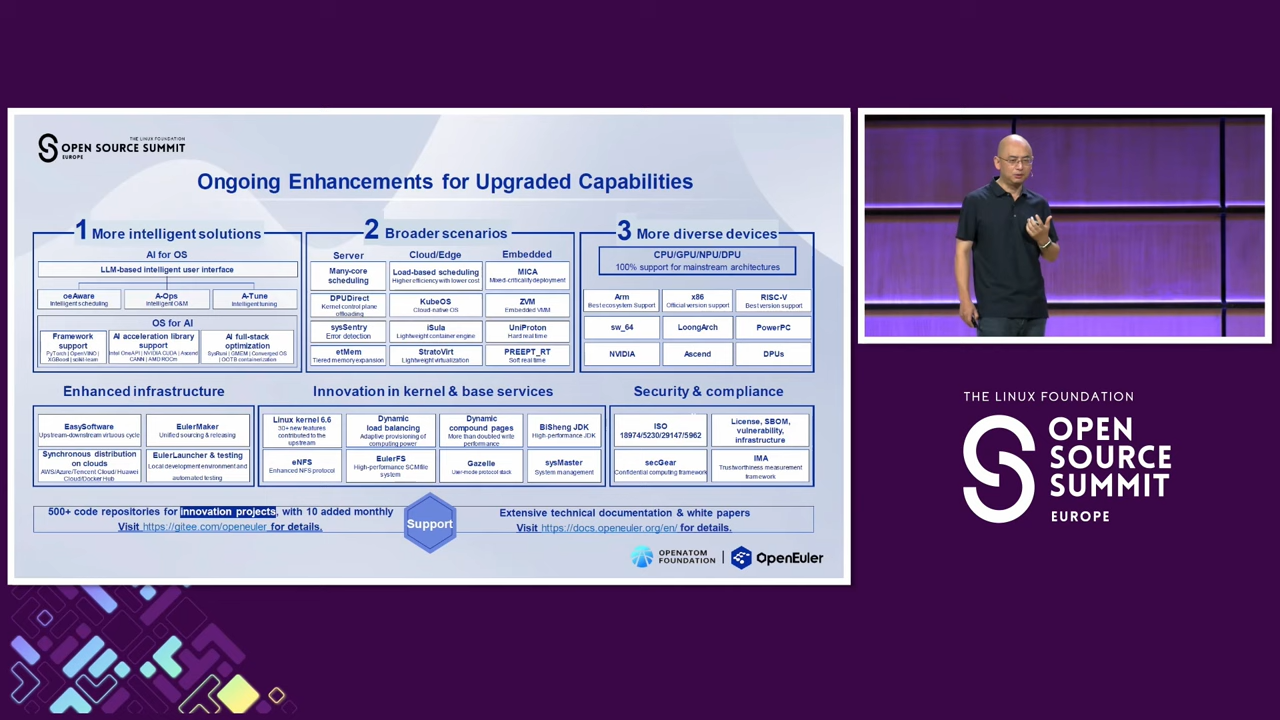 THE LINUX FOUNDATION
OPEN SOURCE SUMMIT
EUROPE
Ongoing Enhancements for Upgraded Capabilities
1 More intelligent solutions
AI for OS
LLM-based intelligent user interface
oeAware
Intelligent scheduling
A-Ops
Intelligent O&M
A-Tune
Intelligent tuning
OS for AI
Framework
support
PyTorch | OpenVINO |
XGBoost | scikit-learn
AI acceleration library
support
Intel OneAPI | NVIDIA CUDA | Ascend
CANN | AMD ROCm
AI full-stack
optimization
SysRuni | GMEM | Converged OS
| OOTB containerization
2 Broader scenarios
Server
Cloud/Edge
Embedded
Many-core
scheduling
Load-based scheduling
Higher efficiency with lower cost
MICA
Mixed-criticality deployment
DPUDirect
Kernel control plane
offloading
KubeOS
Cloud-native OS
ZVM
Embedded VMM
sysSentry
Error detection
iSula
Lightweight container engine
UniProton
Hard real time
etMem
Tiered memory expansion
StratoVirt
Lightweight virtualization
PREEPT_RT
Soft real time
3 More diverse devices
CPU/GPU/NPU/DPU
100% support for mainstream architectures
Arm
Best ecosystem Support
x86
Official version support
RISC-V
Best version support
sw_64
LoongArch
PowerPC
NVIDIA
Ascend
DPUs
Enhanced infrastructure
EasySoftware
Upstream-downstream virtuous cycle
EulerMaker
Unified sourcing & releasing
Synchronous distribution
on clouds
AWS/Azure/Tencent Cloud/Huawei
Cloud/Docker Hub
EulerLauncher & testing
Local development environment and
automated testing
Innovation in kernel & base services
Linux kernel 6.6
30+ new features
contributed to the
upstream
Dynamic
load balancing
Adaptive provisioning of
computing power
Dynamic
compound pages
More than doubled write
performance
BiSheng JDK
High-performance JDK
eNFS
Enhanced NFS protocol
EulerFS
High-performance SCM file
system
Gazelle
User-mode protocol stack
sysMaster
System management
Security & compliance
ISO
18974/5230/29147/5962
License, SBOM,
vulnerability,
infrastructure
secGear
Confidential computing framework
IMA
Trustworthiness measurement
framework
500+ code repositories for innovation projects, with 10 added monthly
Visit https://gitee.com/openeuler for details.
Support
Extensive technical documentation & white papers
Visit https://docs.openeuler.org/en/ for details.
OPENATOM
FOUNDATION
OpenEuler
THE LINUX FOUNDATION
OPEN
SOURCE
SUMMIT
EUROPE